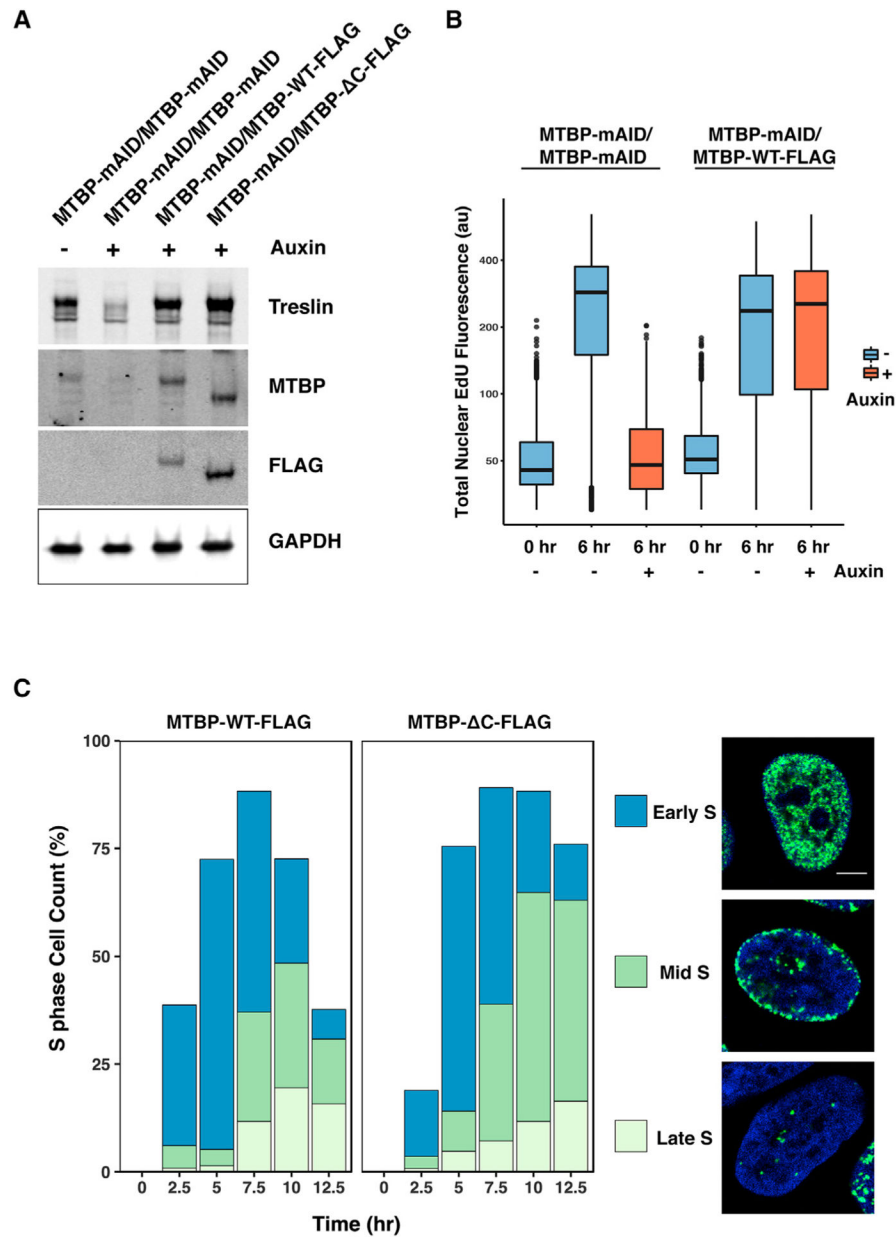 A
MTBP-mAID/MTBP-mAID
MTBP-mAID/MTBP-mAID
MTBP-mAID/MTBP-WT-FLAG
MTBP-mAID/MTBP-ΔC-FLAG
- + + + Auxin
Treslin
MTBP
FLAG
GAPDH
B
MTBP-mAID/ MTBP-mAID/
MTBP-mAID MTBP-WT-FLAG
Total Nuclear EdU Fluorescence (au)
400
200
100
50
-
+
Auxin
0 hr 6 hr 6 hr 0 hr 6 hr 6 hr
- - + - - + Auxin
C
MTBP-WT-FLAG MTBP-ΔC-FLAG
S phase Cell Count (%)
100
75
50
25
0
Early S
Mid S
Late S
0 2.5 5 7.5 10 12.5 0 2.5 5 7.5 10 12.5
Time (hr)